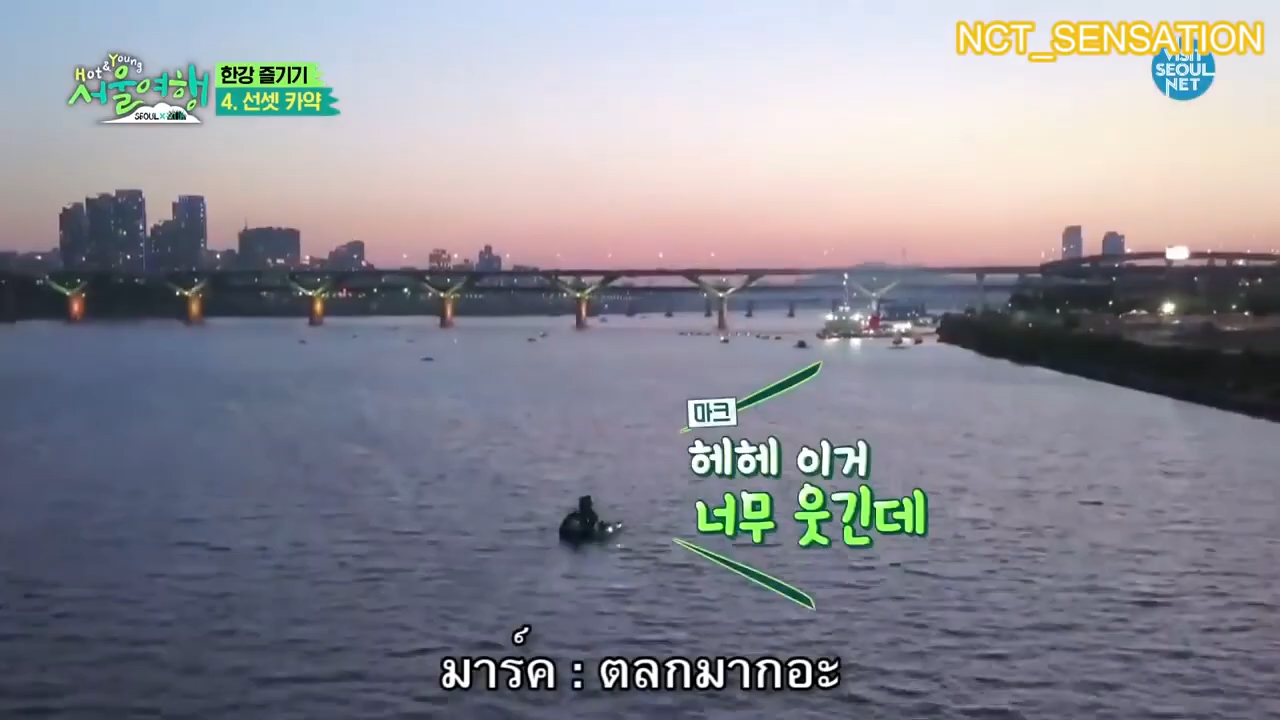 NCT_SENSATION
Hot&Young
서울여행
SEOUL×
한강 즐기기
4. 선셋 카약
VISIT
SEOUL
NET
마크
헤헤 이거
너무 웃긴데
มาร์ค : ตลกมากอะ